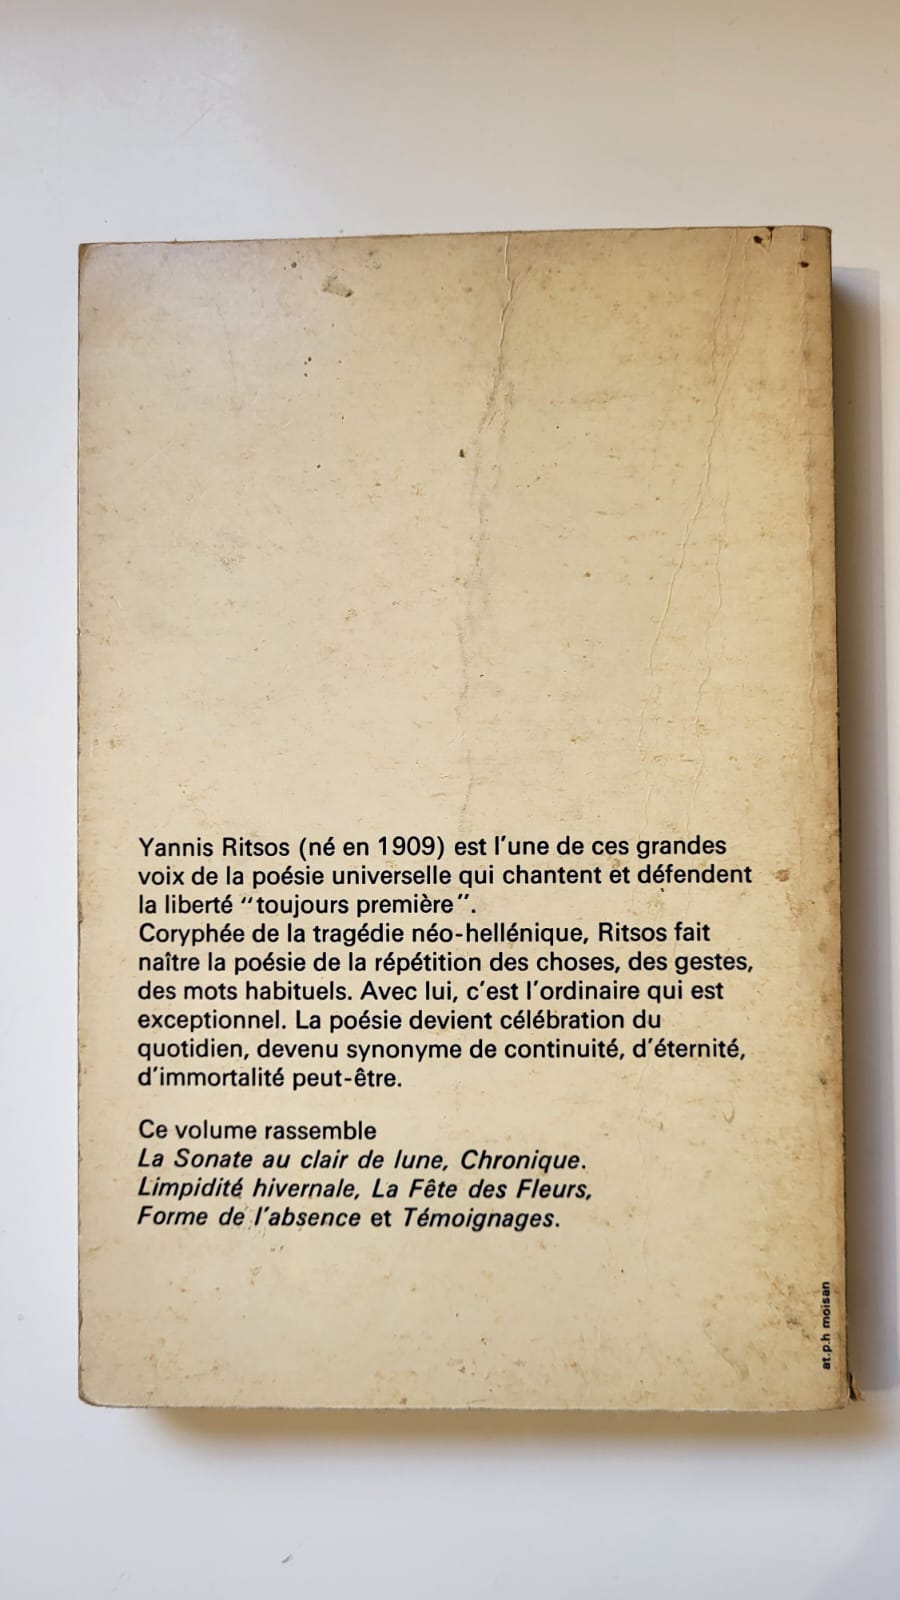 Yannis Ritsos (né en 1909) est l'une de ces grandes
voix de la poésie universelle qui chantent et défendent
la liberté “toujours première”.
Coryphée de la tragédie néo-hellénique, Ritsos fait
naître la poésie de la répétition des choses, des gestes,
des mots habituels. Avec lui, c'est l'ordinaire qui est
exceptionnel. La poésie devient célébration du
quotidien, devenu synonyme de continuité, d'éternité,
d'immortalité peut-être.
Ce volume rassemble
La Sonate au clair de lune, Chronique.
Limpidité hivernale, La Fête des Fleurs,
Forme de l'absence et Témoignages.
at.p.h moisan